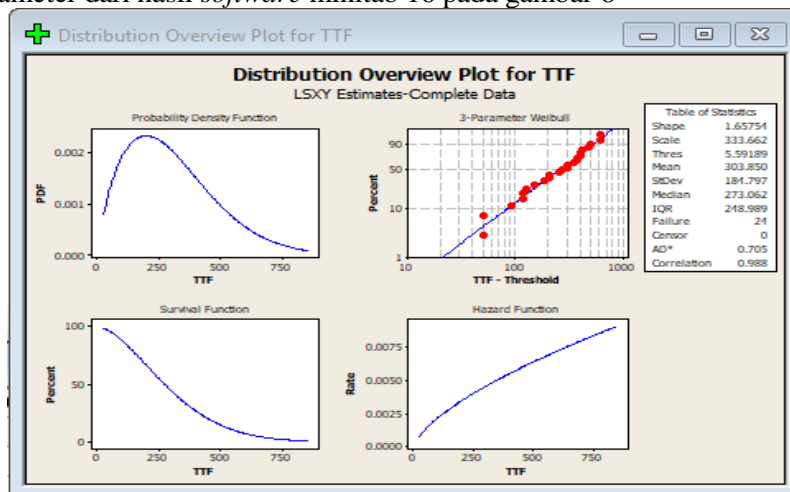 ameter dari hasil software minitab 16 pada gambar 6
Distribution Overview Plot for TTF
Distribution Overview Plot for TTF
LSXY Estimates-Complete Data
Probability Density Function
0.002
0.001
0.000
0 250 500 750
PDF
TTF
3-Parameter Weibull
90
50
10
1
10 100 1000
Percent
TTF - Threshold
Table of Statistics
Shape 1.65754
Scale 333.662
Thres 5.59189
Mean 303.850
StDev 184.797
Median 273.062
IQR 248.989
Failure 24
Censor 0
AD* 0.705
Correlation 0.988
Survival Function
100
50
0
0 250 500 750
Percent
TTF
Hazard Function
0.0075
0.0050
0.0025
0.0000
0 250 500 750
Rate
TTF